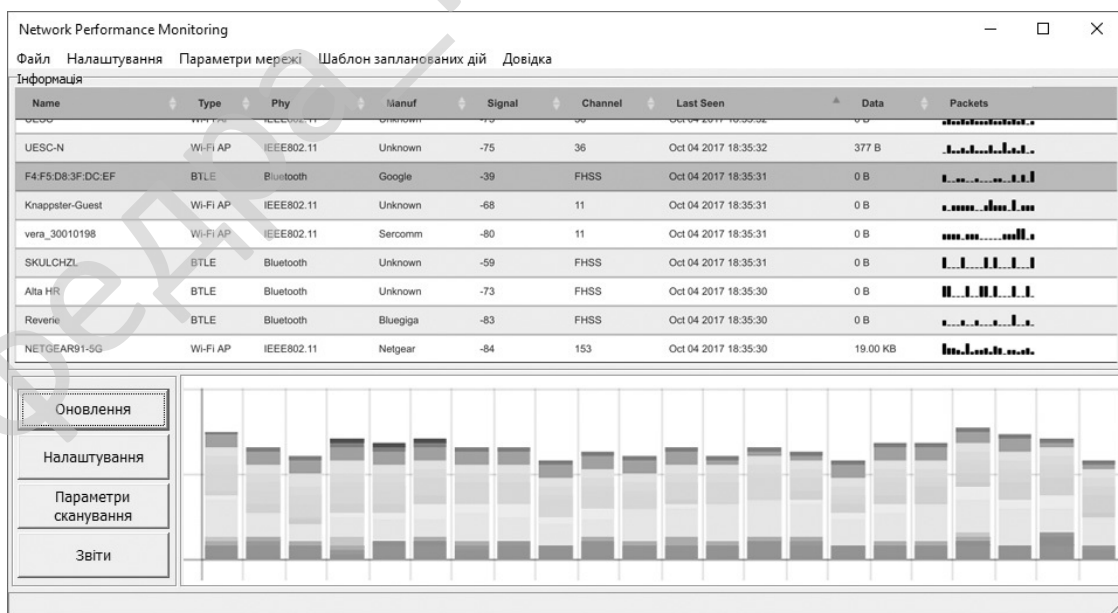 Network Performance Monitoring
Файл Налаштування Параметри мережі Шаблон запланованих дій Довідка
Інформація
Name Type Phy Manuf Signal Channel Last Seen Data Packets
UESC-N Wi-Fi AP IEEE802.11 Unknown -75 36 Oct 04 2017 18:35:32 377 B
F4:F5:D8:3F:DC:EF BTLE Bluetooth Google -39 FHSS Oct 04 2017 18:35:31 0 B
Knappster-Guest Wi-Fi AP IEEE802.11 Unknown -68 11 Oct 04 2017 18:35:31 0 B
vera_30010198 Wi-Fi AP IEEE802.11 Sercomm -80 11 Oct 04 2017 18:35:31 0 B
SKULCHZL BTLE Bluetooth Unknown -59 FHSS Oct 04 2017 18:35:31 0 B
Alta HR BTLE Bluetooth Unknown -73 FHSS Oct 04 2017 18:35:30 0 B
Reverie BTLE Bluetooth Bluegiga -83 FHSS Oct 04 2017 18:35:30 0 B
NETGEAR91-5G Wi-Fi AP IEEE802.11 Netgear -84 153 Oct 04 2017 18:35:30 19.00 KB
Оновлення
Налаштування
Параметри
сканування
Звіти